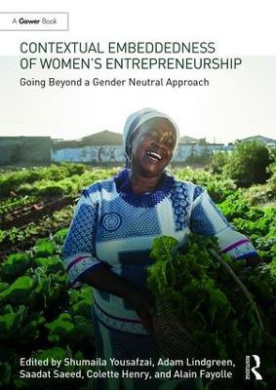 A Gower Book
CONTEXTUAL EMBEDDEDNESS
OF WOMEN'S ENTREPRENEURSHIP
Going Beyond a Gender Neutral Approach
Edited by Shumaila Yousafzai, Adam Lindgreen,
Saadat Saeed, Colette Henry, and Alain Fayolle
ROUTLEDGE